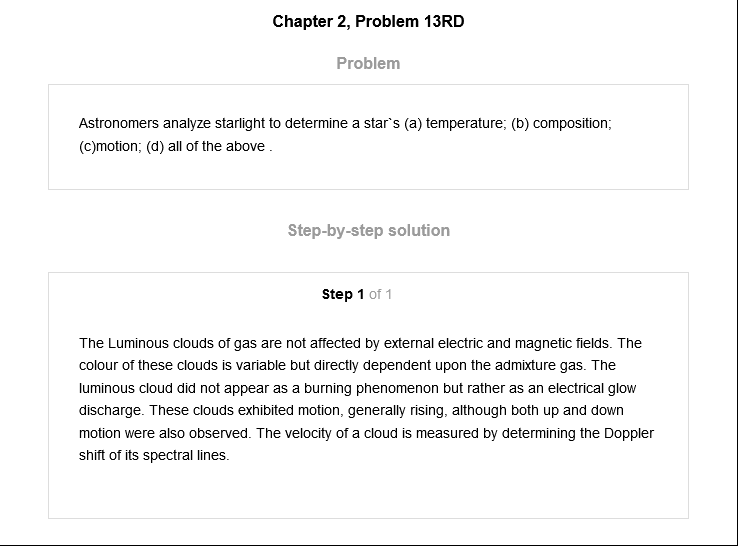 Chapter 2, Problem 13RD
Problem
Astronomers analyze starlight to determine a star`s (a) temperature; (b) composition;
(c)motion; (d) all of the above .
Step-by-step solution
Step 1 of 1
The Luminous clouds of gas are not affected by external electric and magnetic fields. The
colour of these clouds is variable but directly dependent upon the admixture gas. The
luminous cloud did not appear as a burning phenomenon but rather as an electrical glow
discharge. These clouds exhibited motion, generally rising, although both up and down
motion were also observed. The velocity of a cloud is measured by determining the Doppler
shift of its spectral lines.